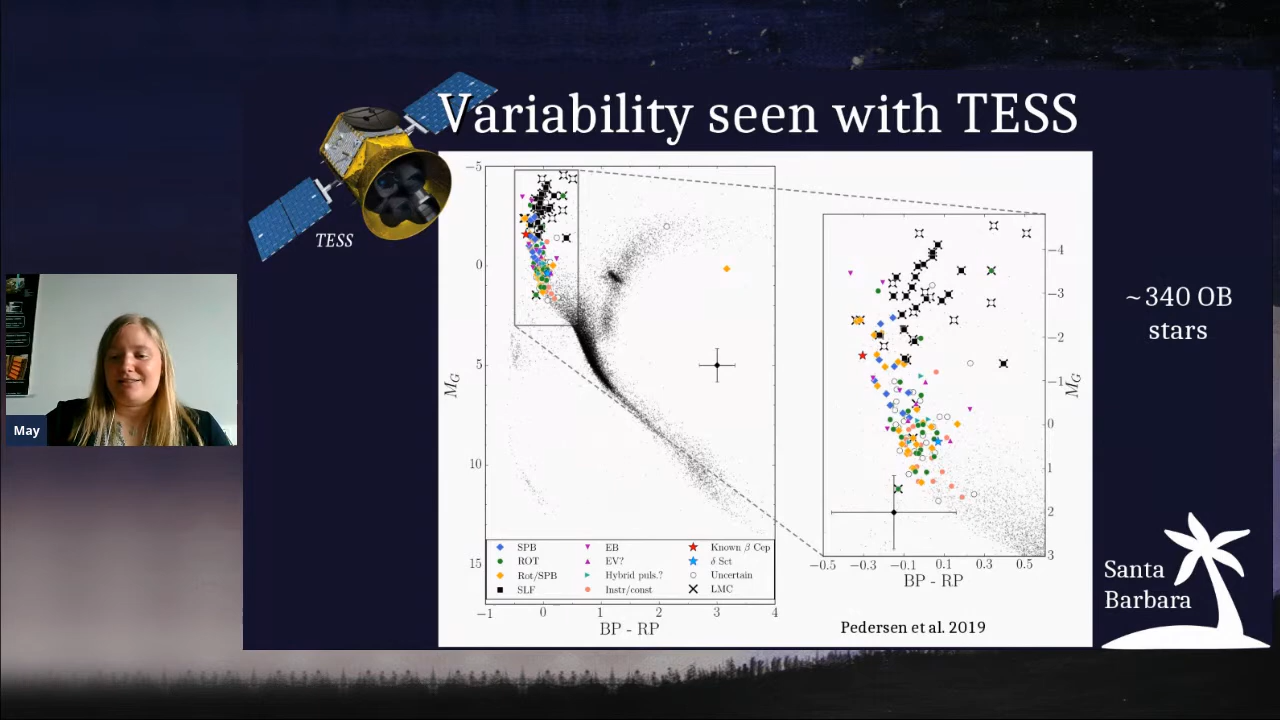 Variability seen with TESS
TESS
May
−5
0
5
10
15
M_G
−1
0
1
2
3
4
BP - RP
SPB
ROT
Rot/SPB
SLF
EB
EV?
Hybrid puls.?
Instr/const
Known β Cep
δ Sct
Uncertain
LMC
−4
−3
−2
−1
0
1
2
3
M_G
−0.5
−0.3
−0.1
0.1
0.3
0.5
BP - RP
Pedersen et al. 2019
~340 OB
stars
Santa
Barbara